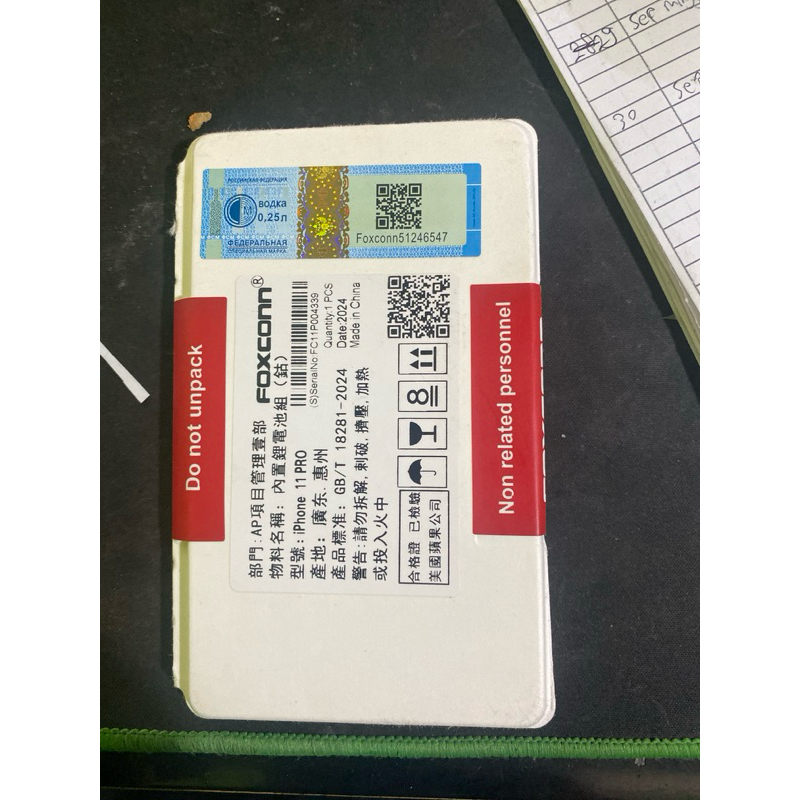 РОССИЙСКАЯ ФЕДЕРАЦИЯ
ВОДКА
0,25Л
ФЕДЕРАЛЬНАЯ
СПЕЦИАЛЬНАЯ МАРКА
Foxconn51246547
Do not unpack
FOXCONN®
(S)SerialNo:FC11P004339
Quantity:1 PCS
Date:2024
Made in China
部門:AP項目管理壹部
物料名稱: 內置鋰電池組（鈷）
型號: iPhone 11 PRO
產地: 廣东. 惠州
產品標准: GB/T 18281-2024
警告:請勿拆解,刺破,擠壓,加熱
或投入火中
合格證 已檢驗
美國蘋果公司
8
Non related personnel
30